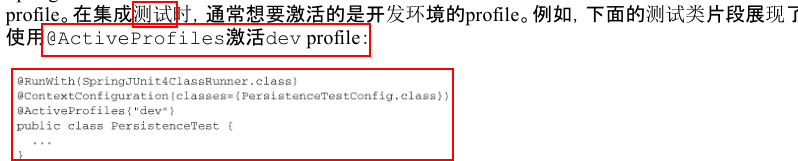 profile。在集成测试时，通常想要激活的是开发环境的profile。例如，下面的测试类片段展现了
使用@ActiveProfiles激活dev profile：
@RunWith(SpringJUnit4ClassRunner.class)
@ContextConfiguration(classes={PersistenceTestConfig.class})
@ActiveProfiles("dev")
public class PersistenceTest {
...
}